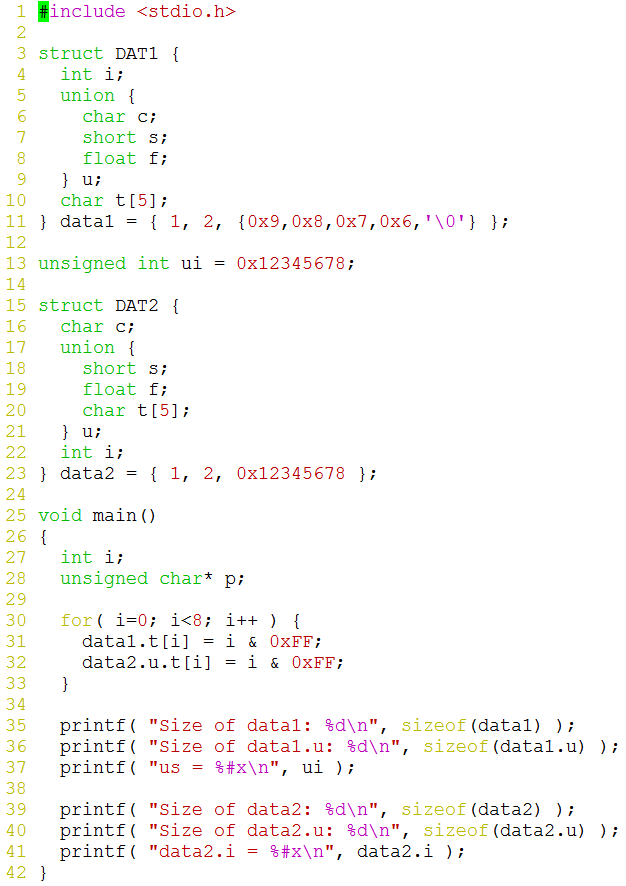 1 #include <stdio.h>
2
3 struct DAT1 {
4   int i;
5   union {
6     char c;
7     short s;
8     float f;
9   } u;
10   char t[5];
11 } data1 = { 1, 2, {0x9,0x8,0x7,0x6,'\0'} };
12
13 unsigned int ui = 0x12345678;
14
15 struct DAT2 {
16   char c;
17   union {
18     short s;
19     float f;
20     char t[5];
21   } u;
22   int i;
23 } data2 = { 1, 2, 0x12345678 };
24
25 void main()
26 {
27   int i;
28   unsigned char* p;
29
30   for( i=0; i<8; i++ ) {
31     data1.t[i] = i & 0xFF;
32     data2.u.t[i] = i & 0xFF;
33   }
34
35   printf( "Size of data1: %d\n", sizeof(data1) );
36   printf( "Size of data1.u: %d\n", sizeof(data1.u) );
37   printf( "us = %#x\n", ui );
38
39   printf( "Size of data2: %d\n", sizeof(data2) );
40   printf( "Size of data2.u: %d\n", sizeof(data2.u) );
41   printf( "data2.i = %#x\n", data2.i );
42 }